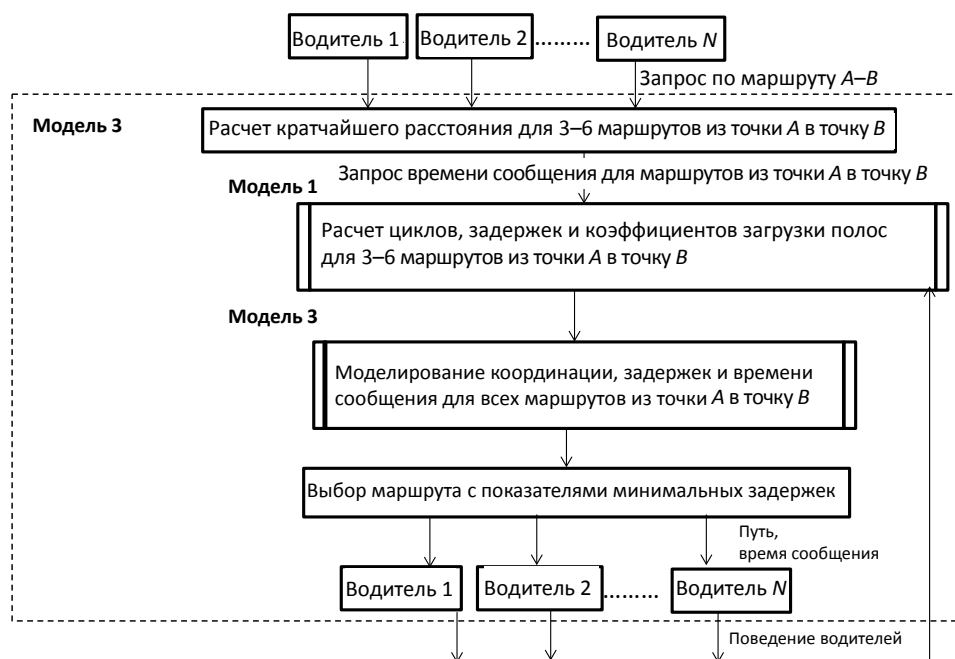 Водитель 1
Водитель 2
.........
Водитель N
Запрос по маршруту A–B
Модель 3
Расчет кратчайшего расстояния для 3–6 маршрутов из точки A в точку B
Запрос времени сообщения для маршрутов из точки A в точку B
Модель 1
Расчет циклов, задержек и коэффициентов загрузки полос
для 3–6 маршрутов из точки A в точку B
Модель 3
Моделирование координации, задержек и времени
сообщения для всех маршрутов из точки A в точку B
Выбор маршрута с показателями минимальных задержек
Путь,
время сообщения
Водитель 1
Водитель 2
.........
Водитель N
Поведение водителей